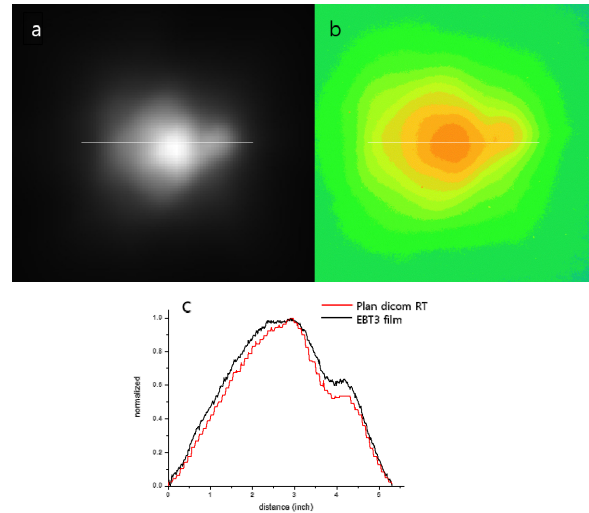 a
b
c
Plan dicom RT
EBT3 film
1.0
0.8
0.6
0.4
0.2
0.0
normalized
0 1 2 3 4 5
distance (inch)